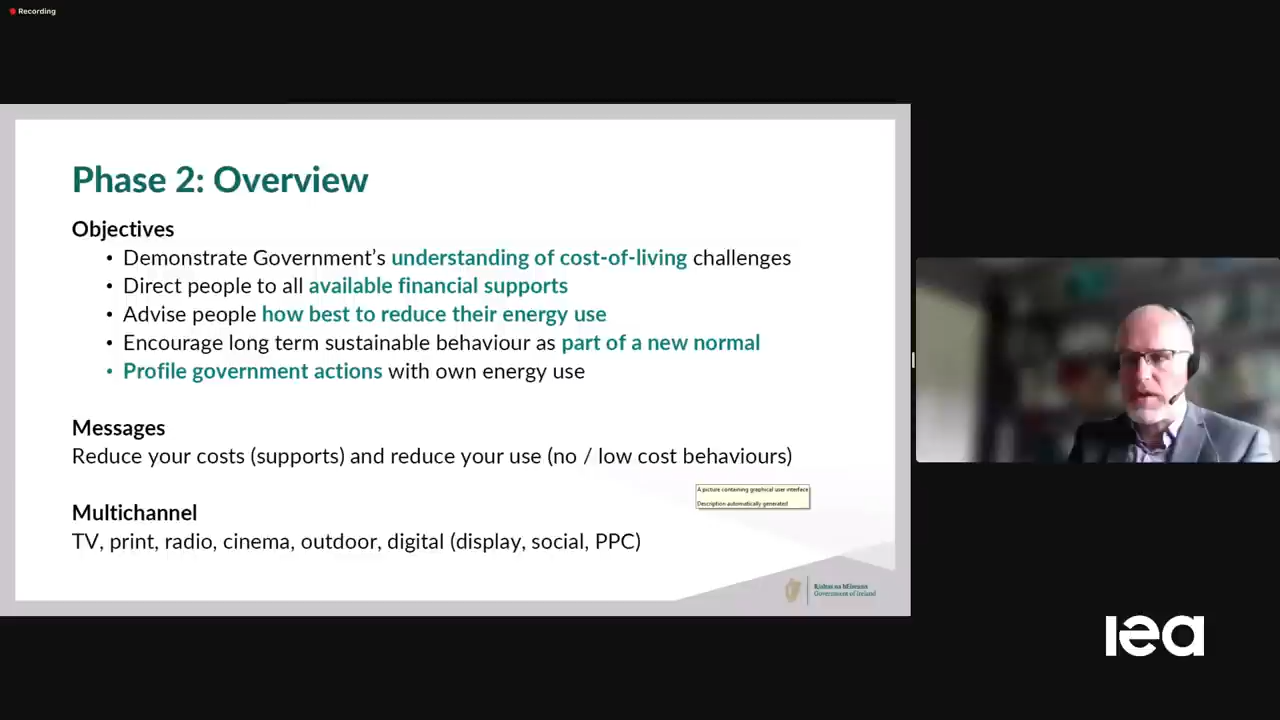 Recording
Phase 2: Overview
Objectives
• Demonstrate Government’s understanding of cost-of-living challenges
• Direct people to all available financial supports
• Advise people how best to reduce their energy use
• Encourage long term sustainable behaviour as part of a new normal
• Profile government actions with own energy use
Messages
Reduce your costs (supports) and reduce your use (no / low cost behaviours)
A picture containing graphical user interface
Description automatically generated
Multichannel
TV, print, radio, cinema, outdoor, digital (display, social, PPC)
Rialtas na hÉireann
Government of Ireland
iea